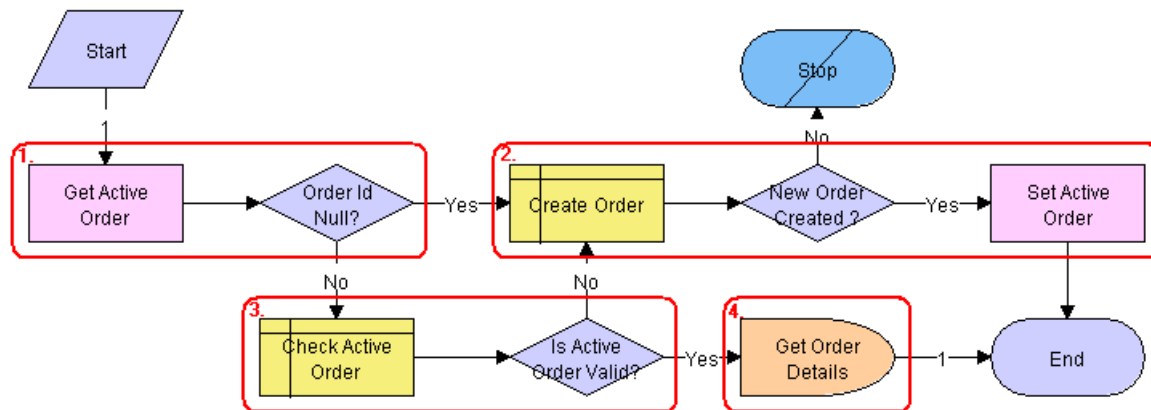 Start
1
Stop
No
1.
Get Active
Order
Order Id
Null?
Yes
2.
Create Order
New Order
Created ?
Yes
Set Active
Order
No
No
3.
Check Active
Order
Is Active
Order Valid?
Yes
4.
Get Order
Details
1
End